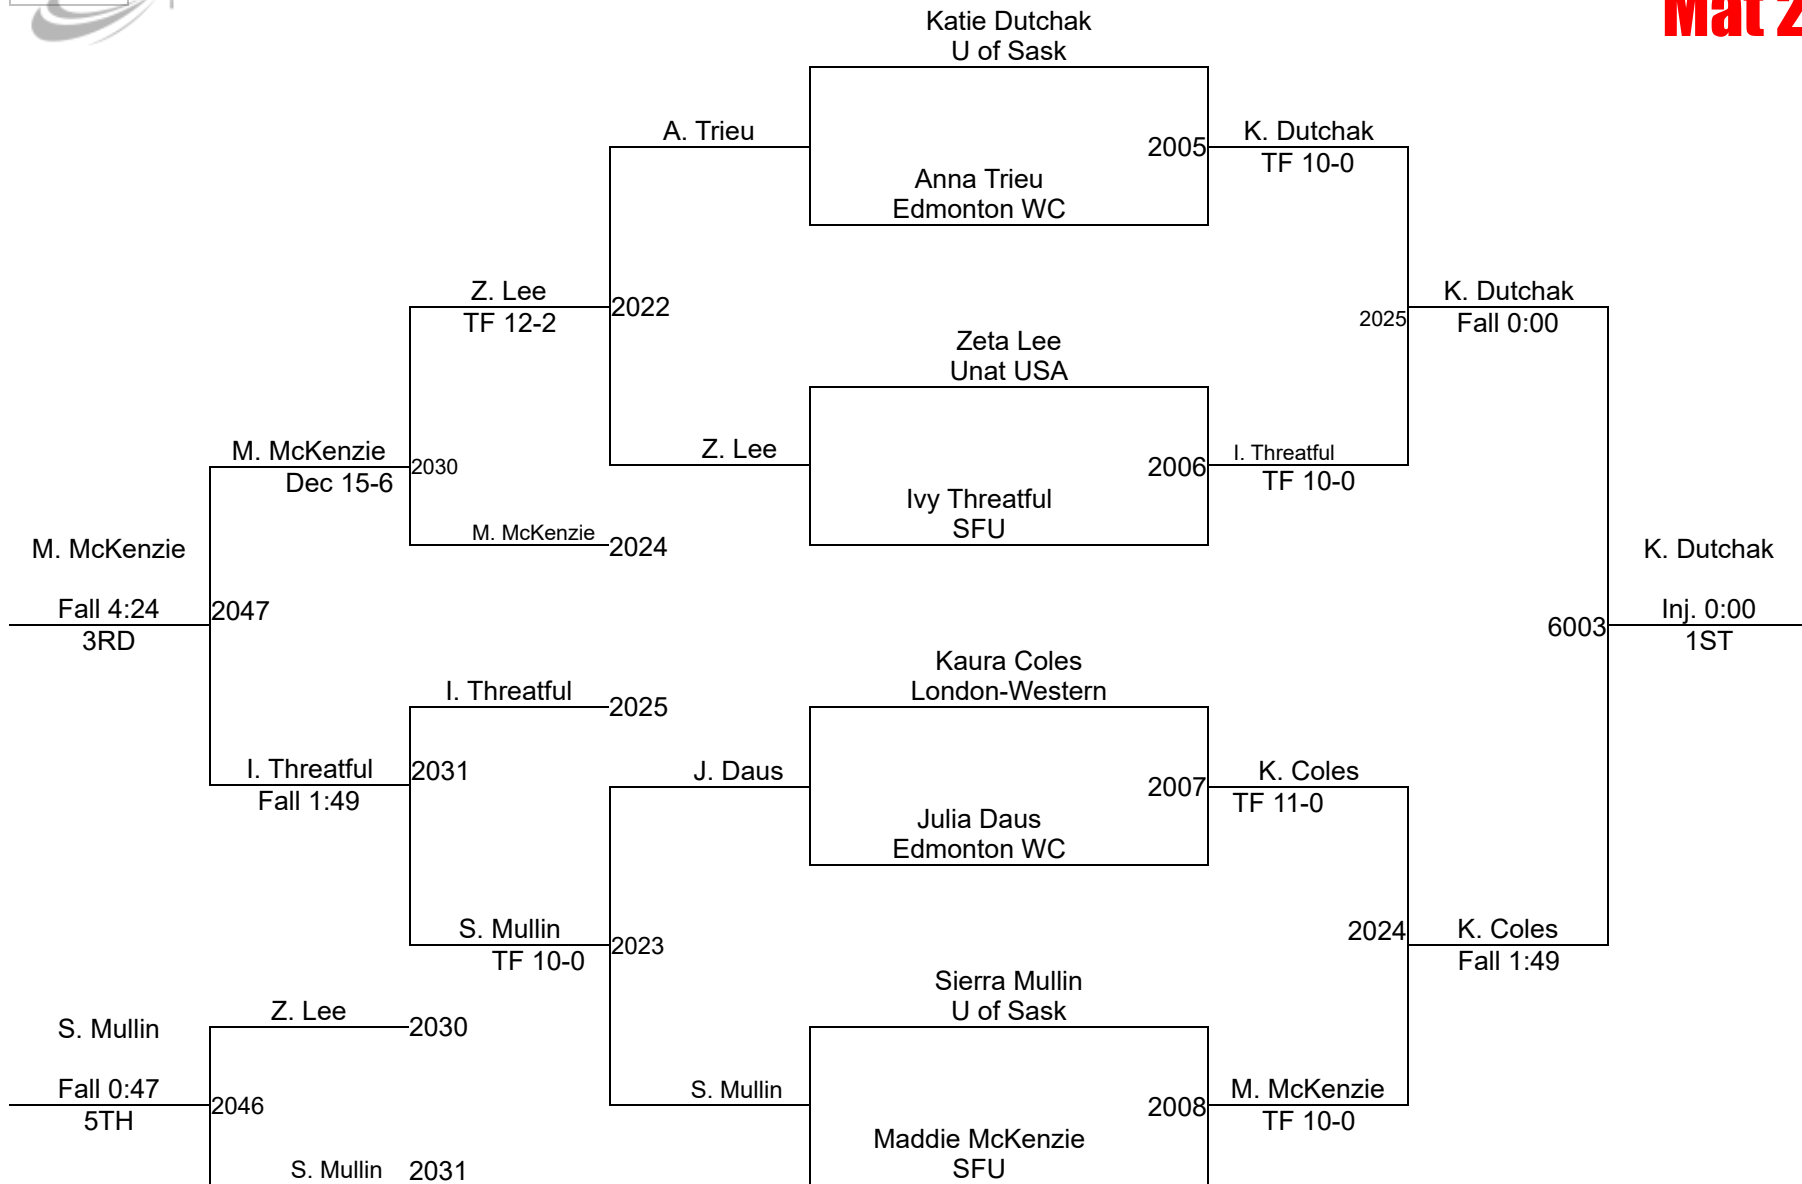 Mat 2
Katie Dutchak
U of Sask
A. Trieu
2005
K. Dutchak
TF 10-0
Anna Trieu
Edmonton WC
Z. Lee
TF 12-2
2022
K. Dutchak
Fall 0:00
2025
Zeta Lee
Unat USA
M. McKenzie
Dec 15-6
2030
Z. Lee
2006
I. Threatful
TF 10-0
Ivy Threatful
SFU
M. McKenzie
2024
M. McKenzie
Fall 4:24
3RD
2047
K. Dutchak
Inj. 0:00
1ST
6003
Kaura Coles
London-Western
I. Threatful
2025
I. Threatful
Fall 1:49
2031
J. Daus
2007
K. Coles
TF 11-0
Julia Daus
Edmonton WC
S. Mullin
TF 10-0
2023
2024
K. Coles
Fall 1:49
Sierra Mullin
U of Sask
Z. Lee
2030
S. Mullin
Fall 0:47
5TH
2046
S. Mullin
2008
M. McKenzie
TF 10-0
Maddie McKenzie
SFU
S. Mullin
2031